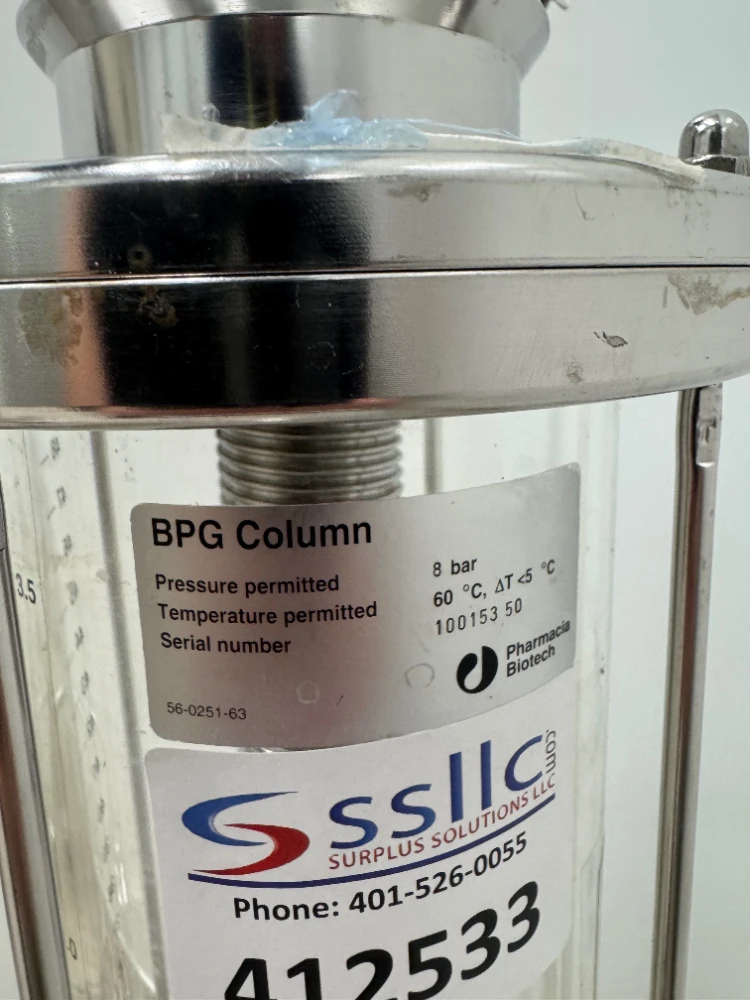 BPG Column
Pressure permitted 8 bar
Temperature permitted 60 °C, ΔT <5 °C
Serial number 100153 50
Pharmacia
Biotech
56-0251-63
3.5
ssllc.com
SURPLUS SOLUTIONS LLC
Phone: 401-526-0055
412533